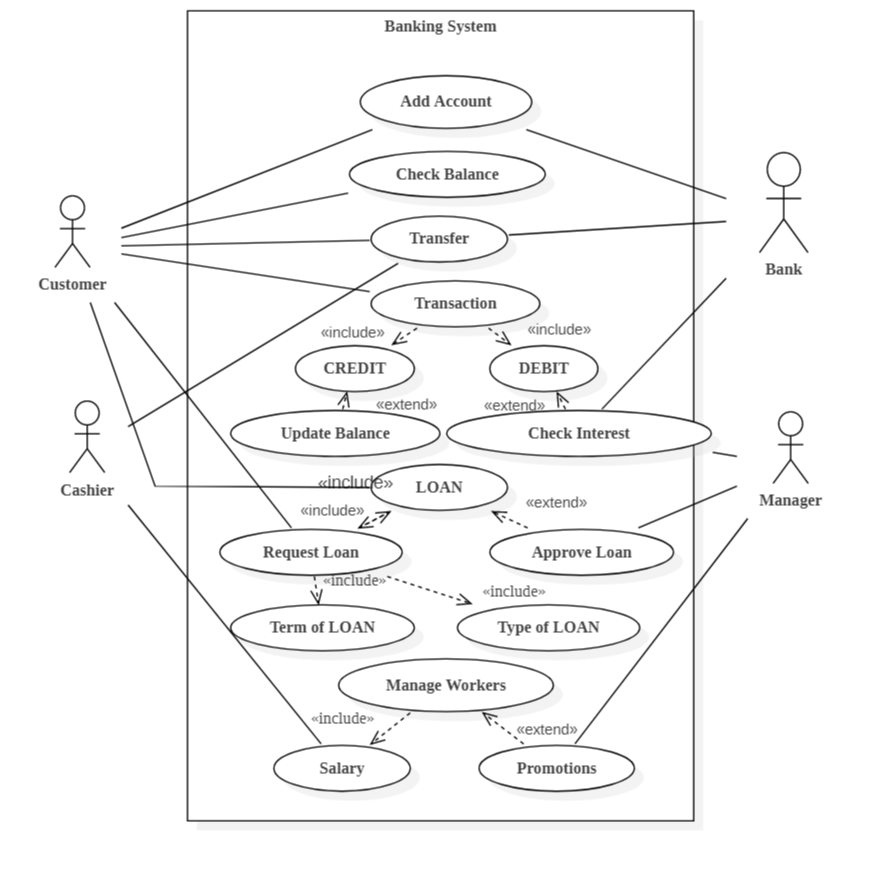 Banking System
Add Account
Check Balance
Transfer
Customer
Bank
Transaction
«include»
«include»
CREDIT
DEBIT
«extend»
«extend»
Update Balance
Check Interest
Cashier
Manager
«include»
LOAN
«include»
«extend»
Request Loan
Approve Loan
«include»
«include»
Term of LOAN
Type of LOAN
Manage Workers
«include»
«extend»
Salary
Promotions